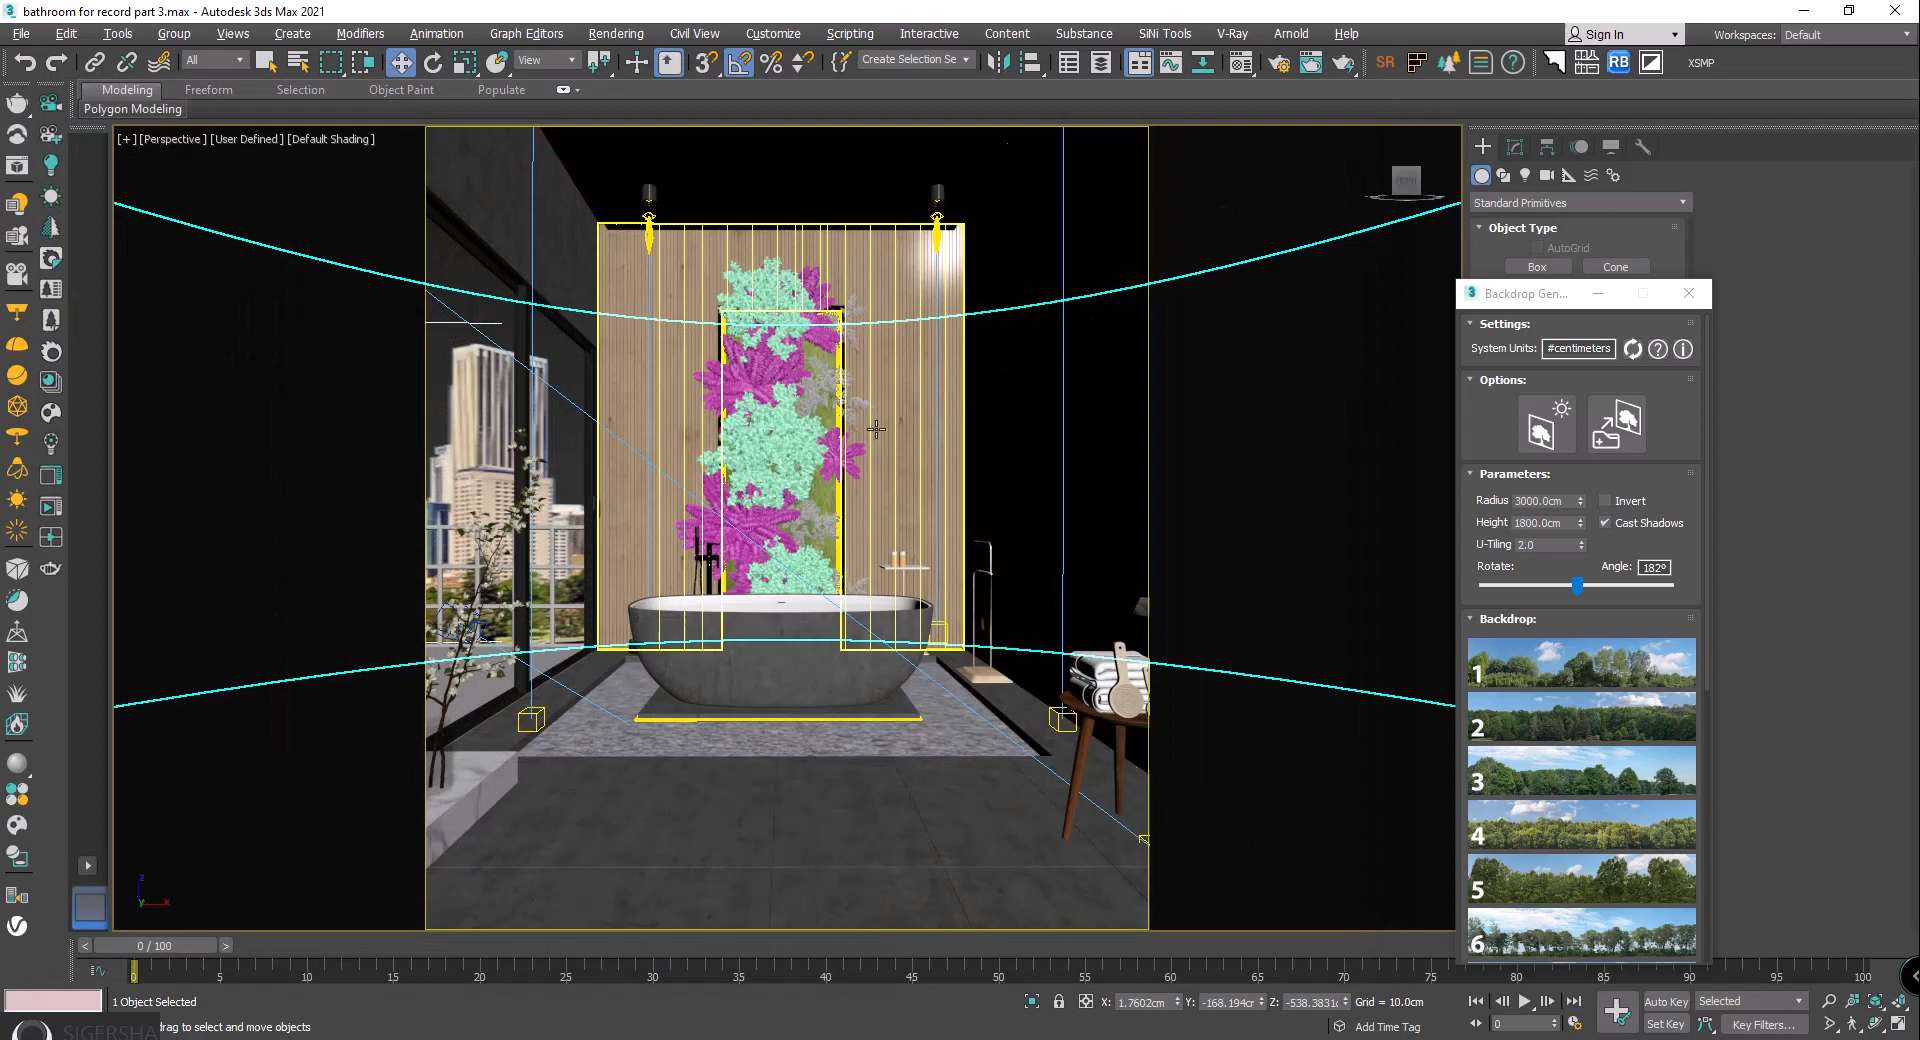 bathroom for record part 3.max - Autodesk 3ds Max 2021
File Edit Tools Group Views Create Modifiers Animation Graph Editors Rendering Civil View Customize Scripting Interactive Content Substance SiNi Tools V-Ray Arnold Help Sign In Workspaces: Default
All View Create Selection Se SR RB XSMP
Modeling Freeform Selection Object Paint Populate
Polygon Modeling
[+] [Perspective ] [User Defined ] [Default Shading ]
FRONT
Standard Primitives
Object Type
AutoGrid
Box Cone
Backdrop Gen...
Settings:
System Units: #centimeters
Options:
Parameters:
Radius 3000.0cm Invert
Height 1800.0cm Cast Shadows
U-Tiling 2.0
Rotate: Angle: 182º
Backdrop:
1
2
3
4
5
6
z
y x
< 0 / 100 >
0 5 10 15 20 25 30 35 40 45 50 55 60 65 70 75 80 85 90 95 100
1 Object Selected X: 1.7602cm Y: -168.194cm Z: -538.3831c Grid = 10.0cm Auto Key Selected
drag to select and move objects Add Time Tag 0 Set Key Key Filters...
SIGERSHA